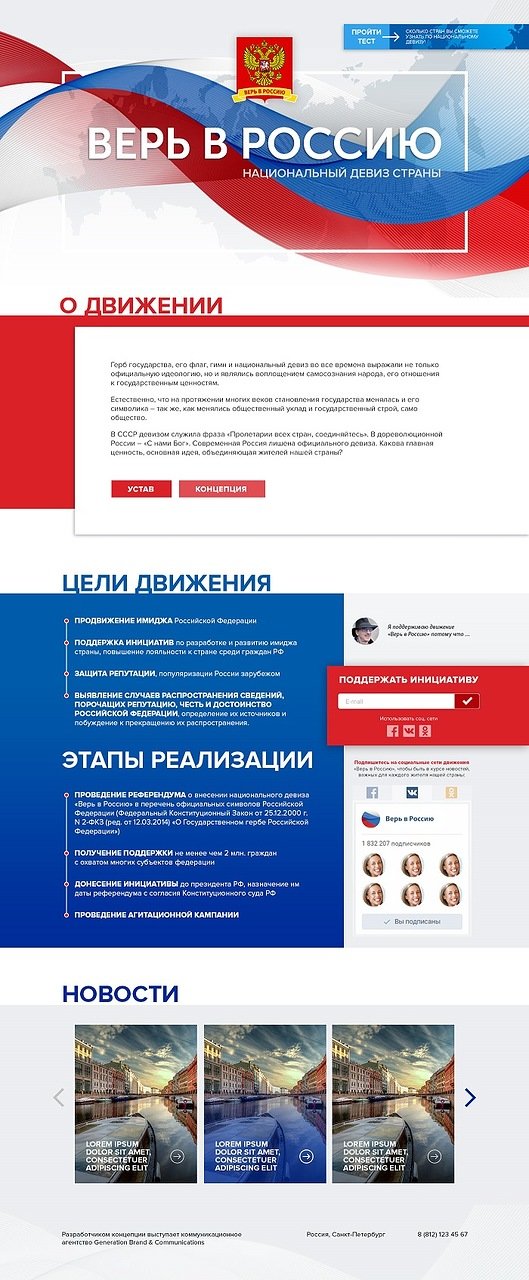 ПРОЙТИ
ТЕСТ
СКОЛЬКО СТРАН ВЫ СМОЖЕТЕ
УЗНАТЬ ПО НАЦИОНАЛЬНОМУ
ДЕВИЗУ?
ВЕРЬ В РОССИЮ
ВЕРЬ В РОССИЮ
НАЦИОНАЛЬНЫЙ ДЕВИЗ СТРАНЫ
О ДВИЖЕНИИ
Герб государства, его флаг, гимн и национальный девиз во все времена выражали не только
официальную идеологию, но и являлись воплощением самосознания народа, его отношения
к государственным ценностям.
Естественно, что на протяжении многих веков становления государства менялась и его
символика – так же, как менялись общественный уклад и государственный строй, само
общество.
В СССР девизом служила фраза «Пролетарии всех стран, соединяйтесь». В дореволюционной
России – «С нами Бог». Современная Россия лишена официального девиза. Какова главная
ценность, основная идея, объединяющая жителей нашей страны?
УСТАВ
КОНЦЕПЦИЯ
ЦЕЛИ ДВИЖЕНИЯ
ПРОДВИЖЕНИЕ ИМИДЖА Российской Федерации
ПОДДЕРЖКА ИНИЦИАТИВ по разработке и развитию имиджа
страны, повышение лояльности к стране среди граждан РФ
ЗАЩИТА РЕПУТАЦИИ, популяризации России зарубежом
ВЫЯВЛЕНИЕ СЛУЧАЕВ РАСПРОСТРАНЕНИЯ СВЕДЕНИЙ,
ПОРОЧАЩИХ РЕПУТАЦИЮ, ЧЕСТЬ И ДОСТОИНСТВО
РОССИЙСКОЙ ФЕДЕРАЦИИ, определение их источников и
побуждение к прекращению их распространения.
Я поддерживаю движение
«Верь в Россию» потому что ...
ПОДДЕРЖАТЬ ИНИЦИАТИВУ
E-mail
Использовать соц. сети
ЭТАПЫ РЕАЛИЗАЦИИ
ПРОВЕДЕНИЕ РЕФЕРЕНДУМА о внесении национального девиза
«Верь в Россию» в перечень официальных символов Российской
Федерации (Федеральный Конституционный Закон от 25.12.2000 г.
N 2-ФКЗ (ред. от 12.03.2014) «О Государственном гербе Российской
Федерации»)
ПОЛУЧЕНИЕ ПОДДЕРЖКИ не менее чем 2 млн. граждан
с охватом многих субъектов федерации
ДОНЕСЕНИЕ ИНИЦИАТИВЫ до президента РФ, назначение им
даты референдума с согласия Конституционного суда РФ
ПРОВЕДЕНИЕ АГИТАЦИОННОЙ КАМПАНИИ
Подпишитесь на социальные сети движения
«Верь в Россию», чтобы быть в курсе новостей,
важных для каждого жителя нашей страны:
Верь в Россию
1 832 207 подписчиков
Вы подписаны
НОВОСТИ
LOREM IPSUM
DOLOR SIT AMET,
CONSECTETUER
ADIPISCING ELIT
LOREM IPSUM
DOLOR SIT AMET,
CONSECTETUER
ADIPISCING ELIT
LOREM IPSUM
DOLOR SIT AMET,
CONSECTETUER
ADIPISCING ELIT
Разработчиком концепции выступает коммуникационное
агентство Generation Brand & Communications
Россия, Санкт-Петербург
8 (812) 123 45 67